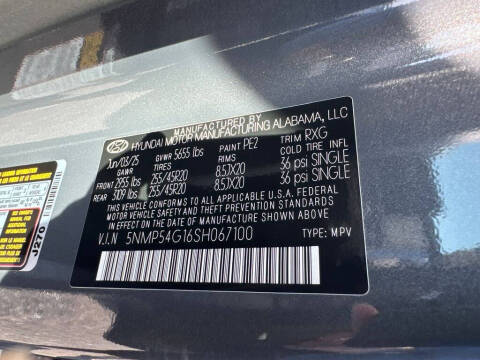 MANUFACTURED BY
HYUNDAI MOTOR MANUFACTURING ALABAMA, LLC
Jun/03/25 GVWR 5655 lbs PAINT PE2 TRIM RXG
GAWR TIRES RIMS COLD TIRE INFL
FRONT 2955 lbs 255/45R20 8.5JX20 36 psi SINGLE
REAR 3109 lbs 255/45R20 8.5JX20 36 psi SINGLE
THIS VEHICLE CONFORMS TO ALL APPLICABLE U.S.A. FEDERAL
MOTOR VEHICLE SAFETY AND THEFT PREVENTION STANDARDS
IN EFFECT ON THE DATE OF MANUFACTURE SHOWN ABOVE.
V.I.N 5NMP54G16SH067100 TYPE: MPV
J270